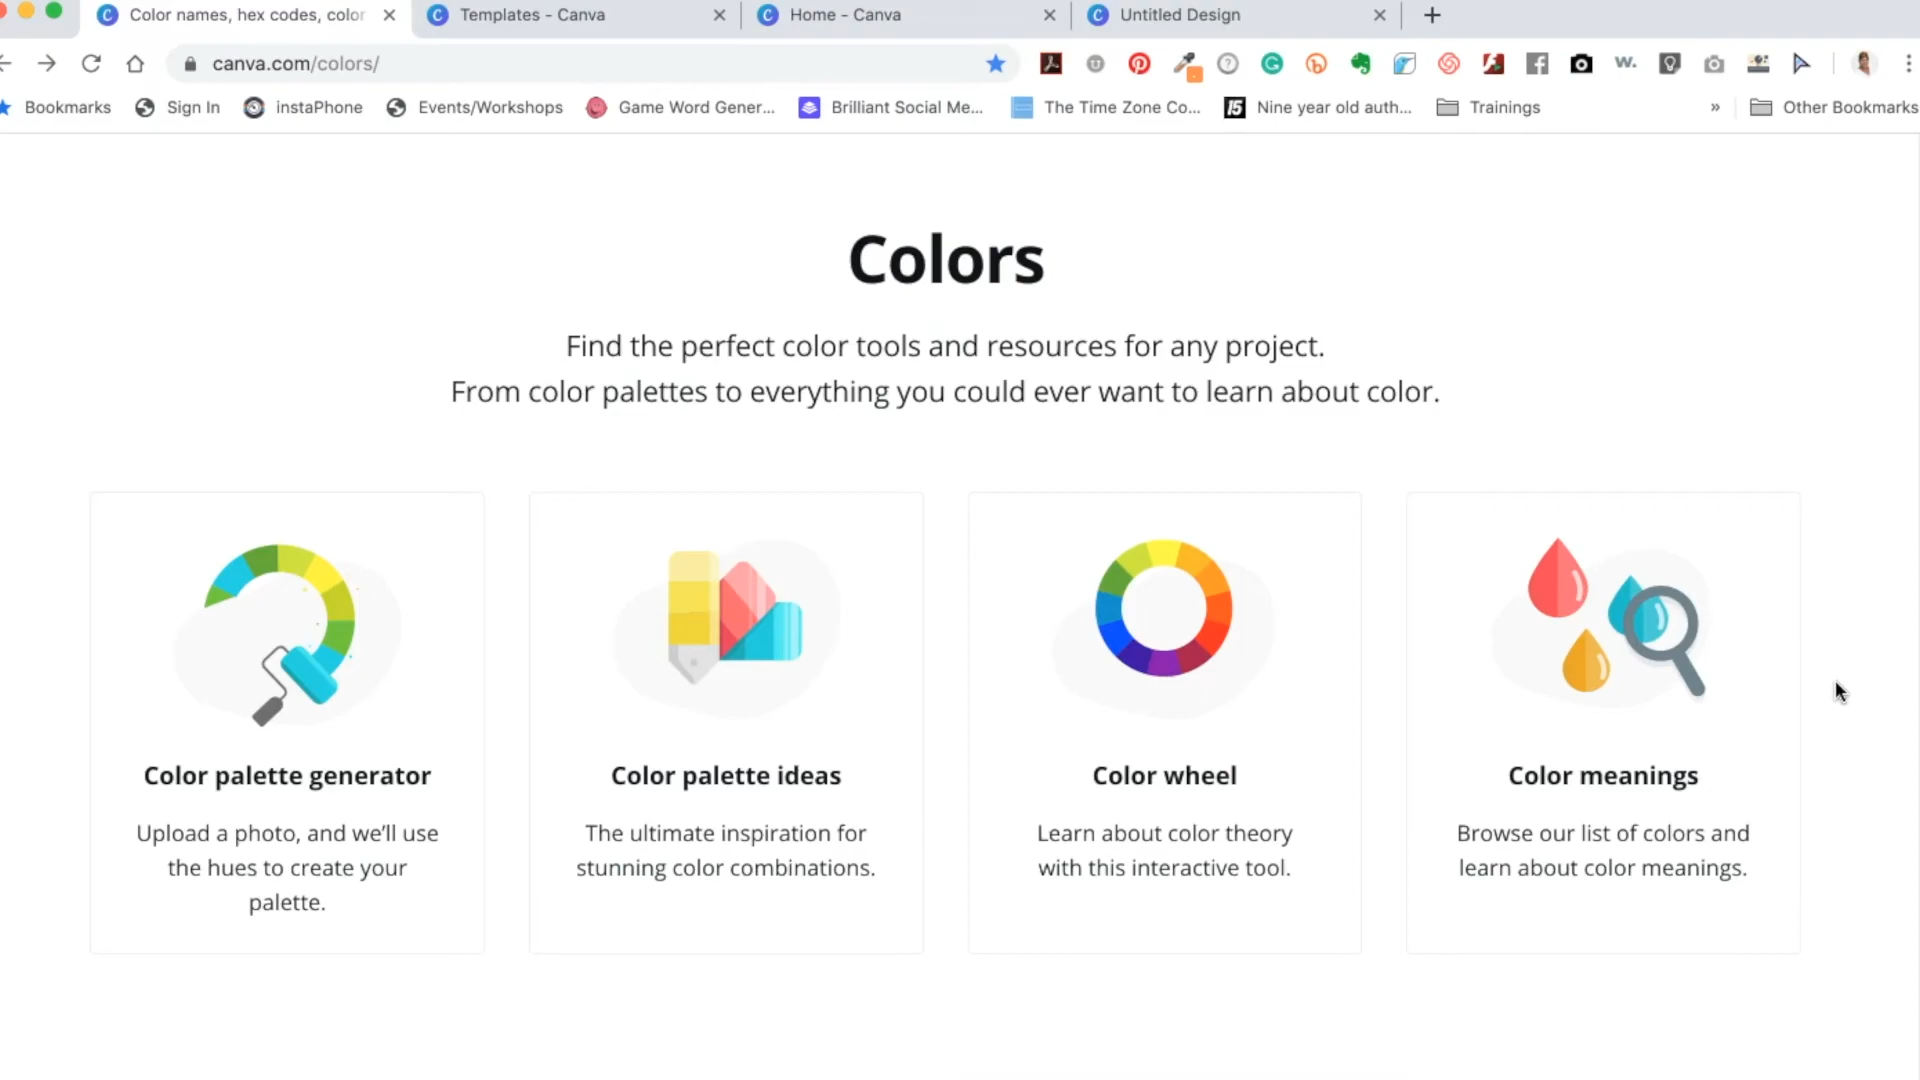 Color names, hex codes, color
Templates - Canva
Home - Canva
Untitled Design
canva.com/colors/
w.
Bookmarks
Sign In
instaPhone
Events/Workshops
Game Word Gener...
Brilliant Social Me...
The Time Zone Co...
15
Nine year old auth...
Trainings
»
Other Bookmarks
Colors
Find the perfect color tools and resources for any project.
From color palettes to everything you could ever want to learn about color.
Color palette generator
Upload a photo, and we’ll use
the hues to create your
palette.
Color palette ideas
The ultimate inspiration for
stunning color combinations.
Color wheel
Learn about color theory
with this interactive tool.
Color meanings
Browse our list of colors and
learn about color meanings.